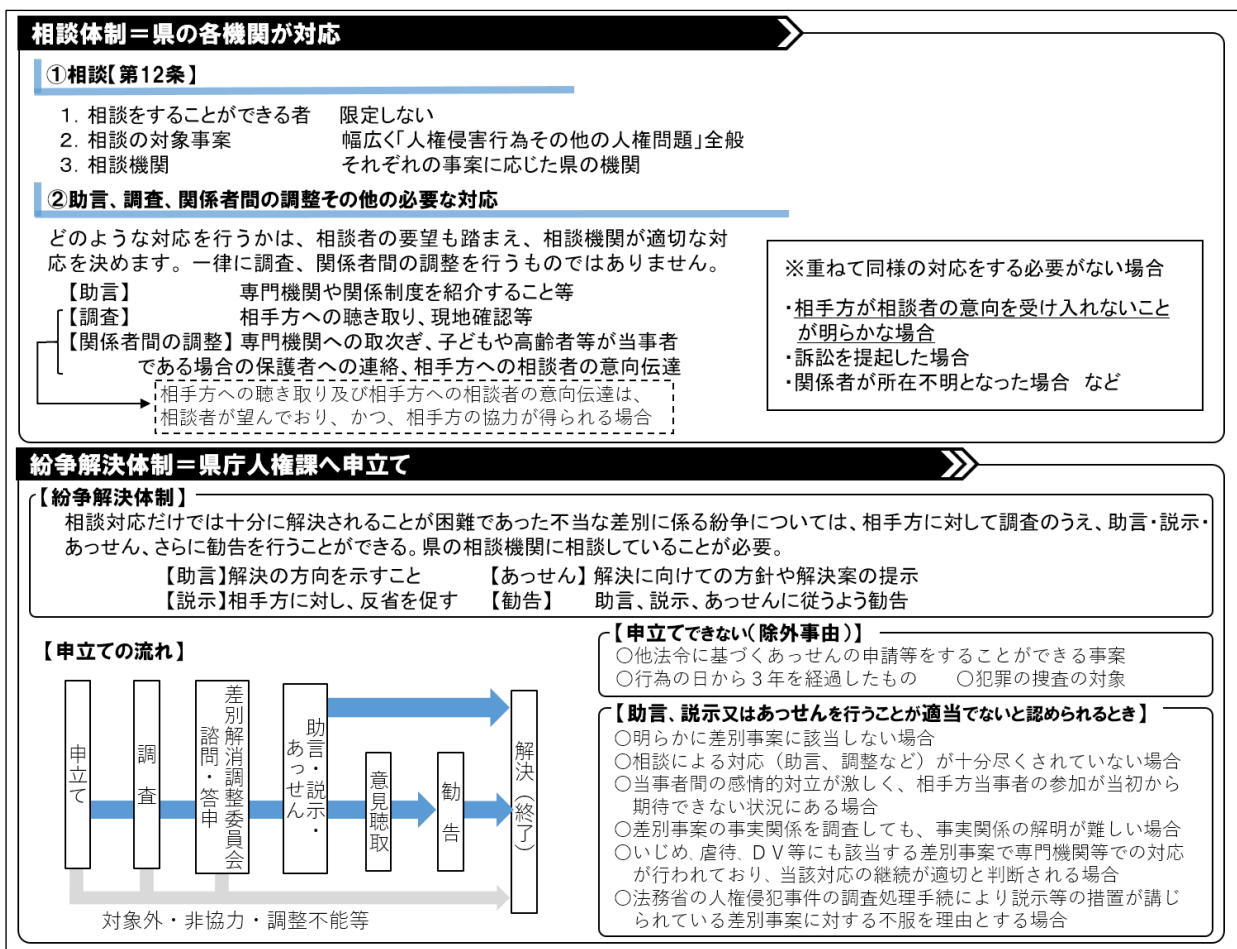 相談体制＝県の各機関が対応
①相談【第12条】
１．相談をすることができる者　限定しない
２．相談の対象事案　幅広く「人権侵害行為その他の人権問題」全般
３．相談機関　それぞれの事案に応じた県の機関
②助言、調査、関係者間の調整その他の必要な対応
どのような対応を行うかは、相談者の要望も踏まえ、相談機関が適切な対
応を決めます。一律に調査、関係者間の調整を行うものではありません。
【助言】　専門機関や関係制度を紹介すること等
【調査】　相手方への聴き取り、現地確認等
【関係者間の調整】専門機関への取次ぎ、子どもや高齢者等が当事者
である場合の保護者への連絡、相手方への相談者の意向伝達
相手方への聴き取り及び相手方への相談者の意向伝達は、
相談者が望んでおり、かつ、相手方の協力が得られる場合
※重ねて同様の対応をする必要がない場合
・相手方が相談者の意向を受け入れないこと
が明らかな場合
・訴訟を提起した場合
・関係者が所在不明となった場合　など
紛争解決体制＝県庁人権課へ申立て
【紛争解決体制】
相談対応だけでは十分に解決されることが困難であった不当な差別に係る紛争については、相手方に対して調査のうえ、助言・説示・
あっせん、さらに勧告を行うことができる。県の相談機関に相談していることが必要。
【助言】解決の方向を示すこと　【あっせん】解決に向けての方針や解決案の提示
【説示】相手方に対し、反省を促す　【勧告】　助言、説示、あっせんに従うよう勧告
【申立ての流れ】
申立て
調査
差別解消調整委員会
諮問・答申
助言・説示・
あっせん
意見聴取
勧告
解決（終了）
対象外・非協力・調整不能等
【申立てできない（除外事由）】
○他法令に基づくあっせんの申請等をすることができる事案
○行為の日から３年を経過したもの　○犯罪の捜査の対象
【助言、説示又はあっせんを行うことが適当でないと認められるとき】
○明らかに差別事案に該当しない場合
○相談による対応（助言、調整など）が十分尽くされていない場合
○当事者間の感情的対立が激しく、相手方当事者の参加が当初から
期待できない状況にある場合
○差別事案の事実関係を調査しても、事実関係の解明が難しい場合
○いじめ、虐待、ＤＶ等にも該当する差別事案で専門機関等での対応
が行われており、当該対応の継続が適切と判断される場合
○法務省の人権侵犯事件の調査処理手続により説示等の措置が講じ
られている差別事案に対する不服を理由とする場合